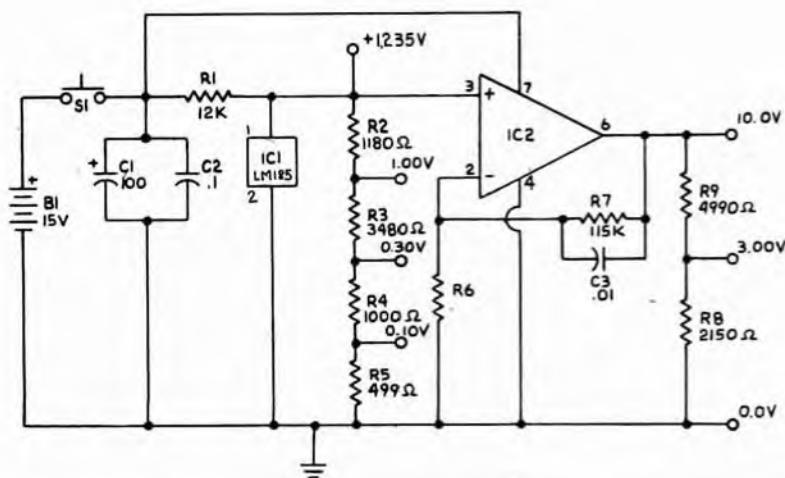 +1.235V
R1
12K
S1
1
IC1
LM185
2
+
C1
100
C2
.1
+
B1
15V
R2
1180Ω
1.00V
R3
3480Ω
0.30V
R4
1000Ω
0.10V
R5
499Ω
3
+
7
IC2
6
2
-
4
R6
R7
115K
C3
.01
10.0V
R9
4990Ω
3.00V
R8
2150Ω
0.0V